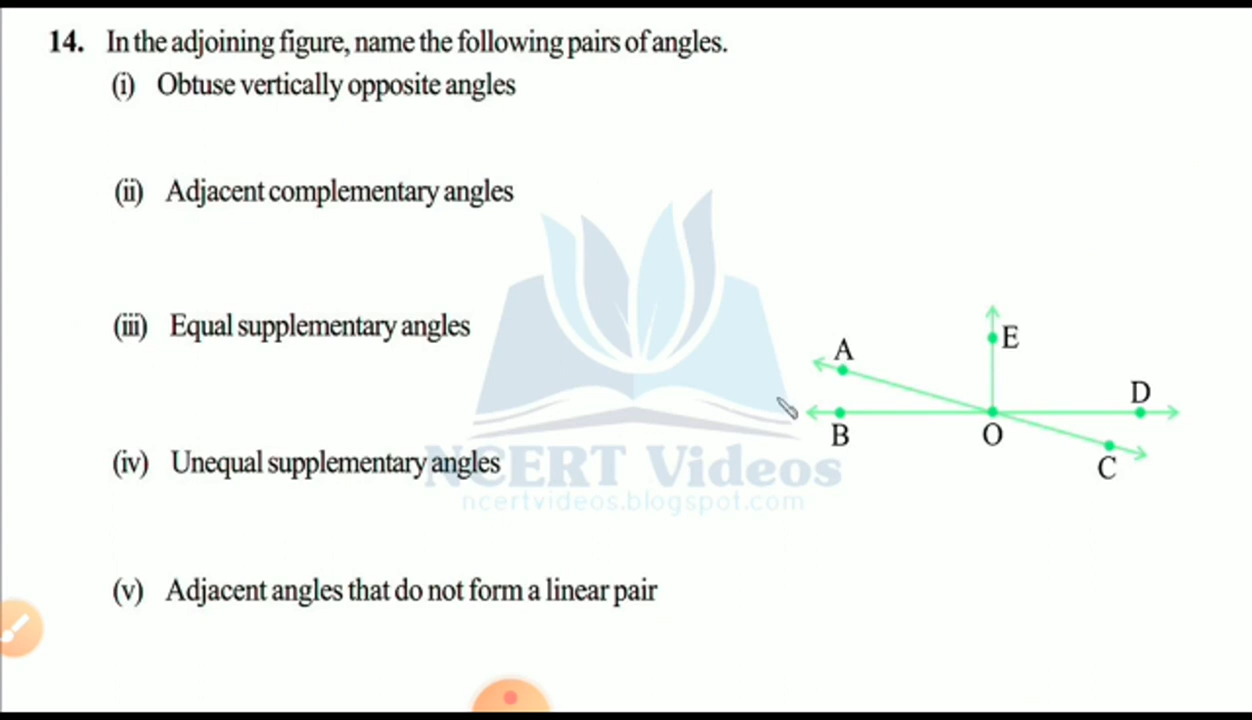 14. In the adjoining figure, name the following pairs of angles.
(i) Obtuse vertically opposite angles
(ii) Adjacent complementary angles
(iii) Equal supplementary angles
(iv) Unequal supplementary angles
(v) Adjacent angles that do not form a linear pair
E
A
D
B
O
C
NCERT Videos
ncertvideos.blogspot.com